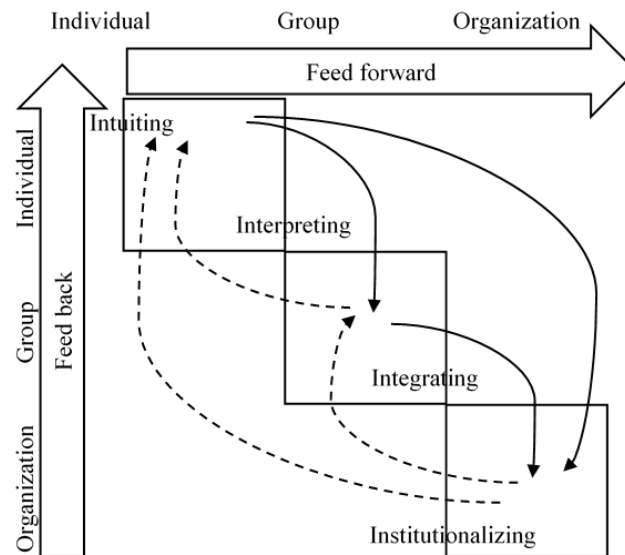 Individual Group Organization
Feed forward
Intuiting
Interpreting
Integrating
Institutionalizing
Individual
Group
Organization
Feed back